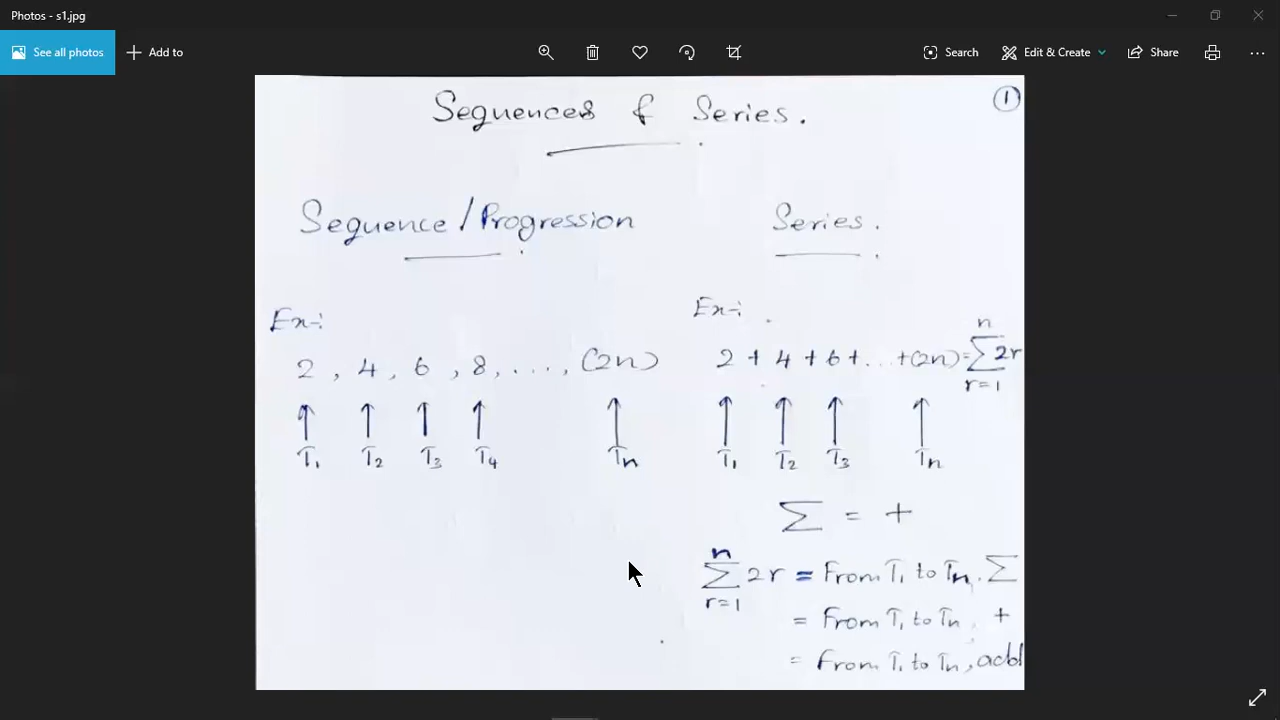 Photos - s1.jpg
See all photos
Add to
Search
Edit & Create
Share
1
Sequences & Series.
Sequence/Progression
Series.
Ex:-
2, 4, 6, 8, ...., (2n)
T₁ T₂ T₃ T₄ Tₙ
Ex:-
2 + 4 + 6 + ... + (2n) = n ∑ r=1 2r
T₁ T₂ T₃ Tₙ
∑ = +
n ∑ r=1 2r = From T₁ to Tₙ, ∑
= From T₁ to Tₙ, +
= From T₁ to Tₙ, add